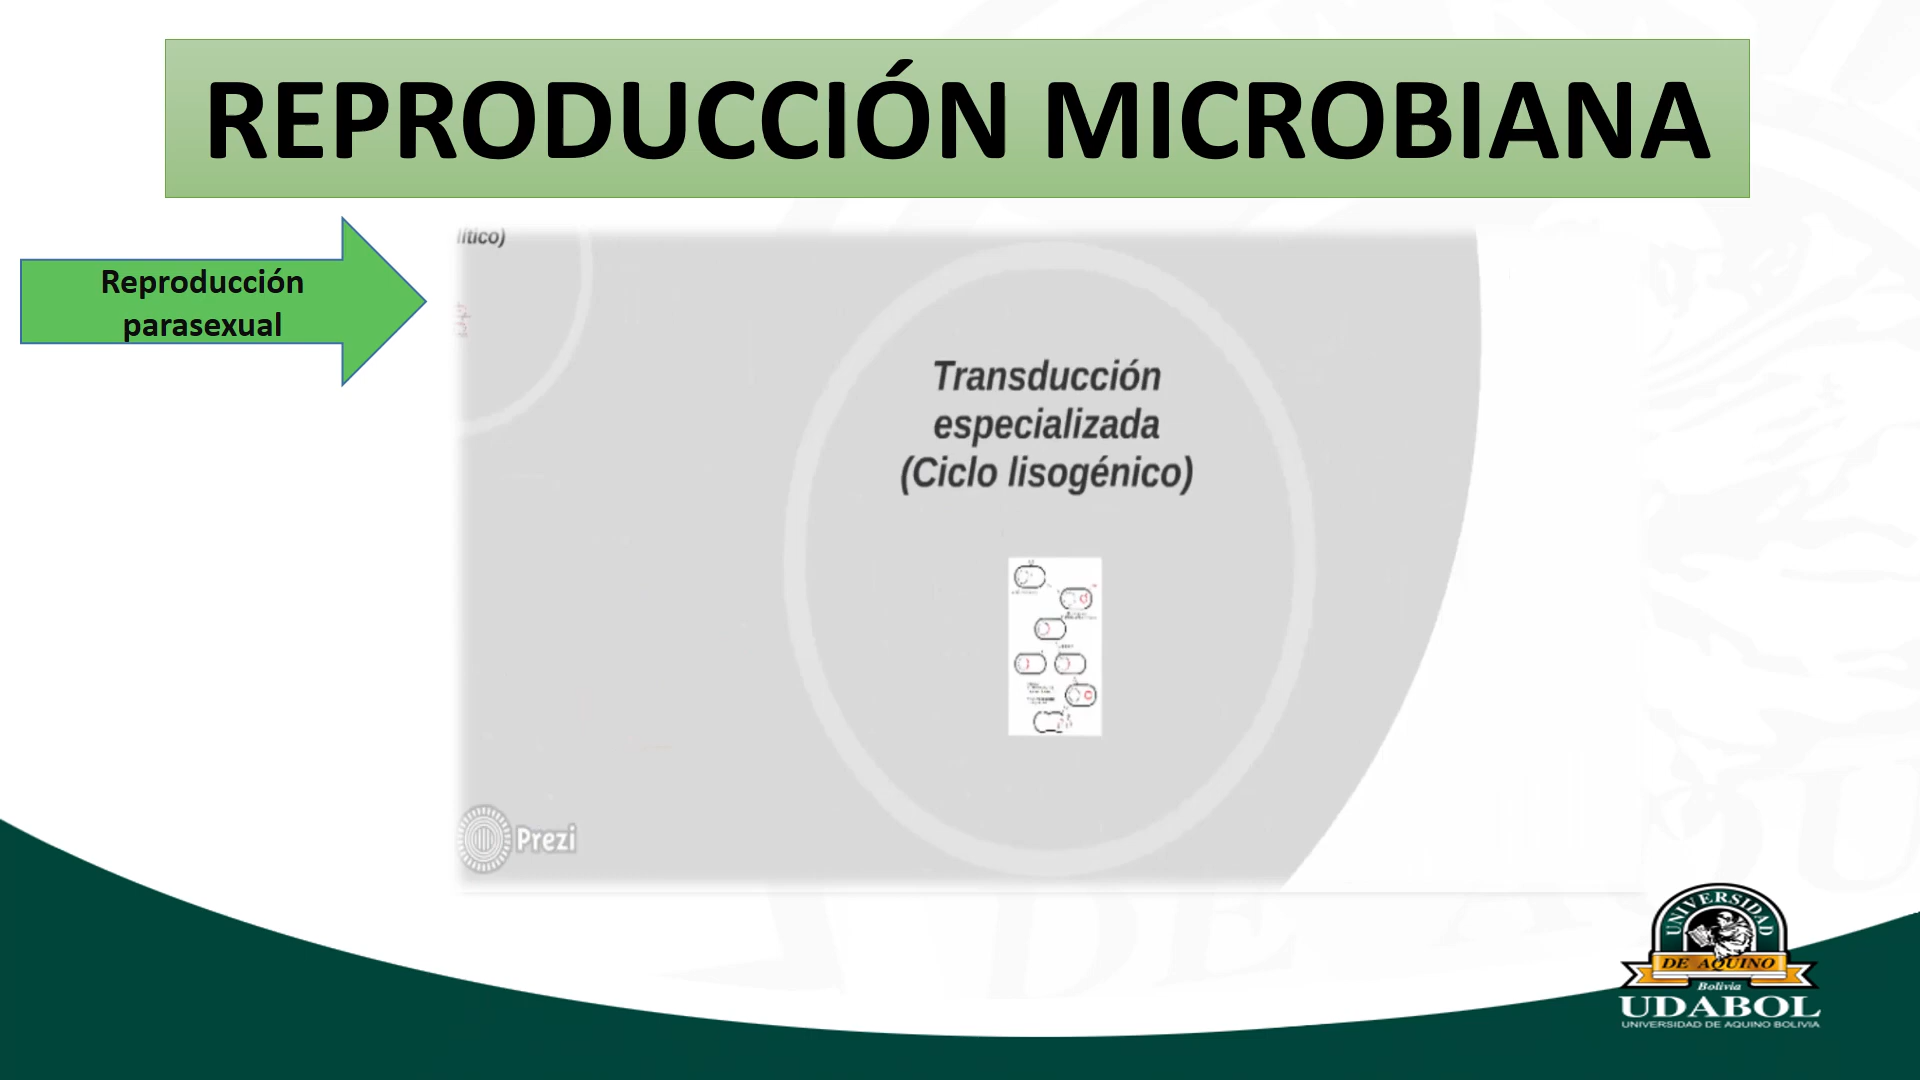 REPRODUCCIÓN MICROBIANA
Reproducción
parasexual
lítico)
Transducción
especializada
(Ciclo lisogénico)
Prezi
UNIVERSIDAD
DE AQUINO
Bolivia
UDABOL
UNIVERSIDAD DE AQUINO BOLIVIA